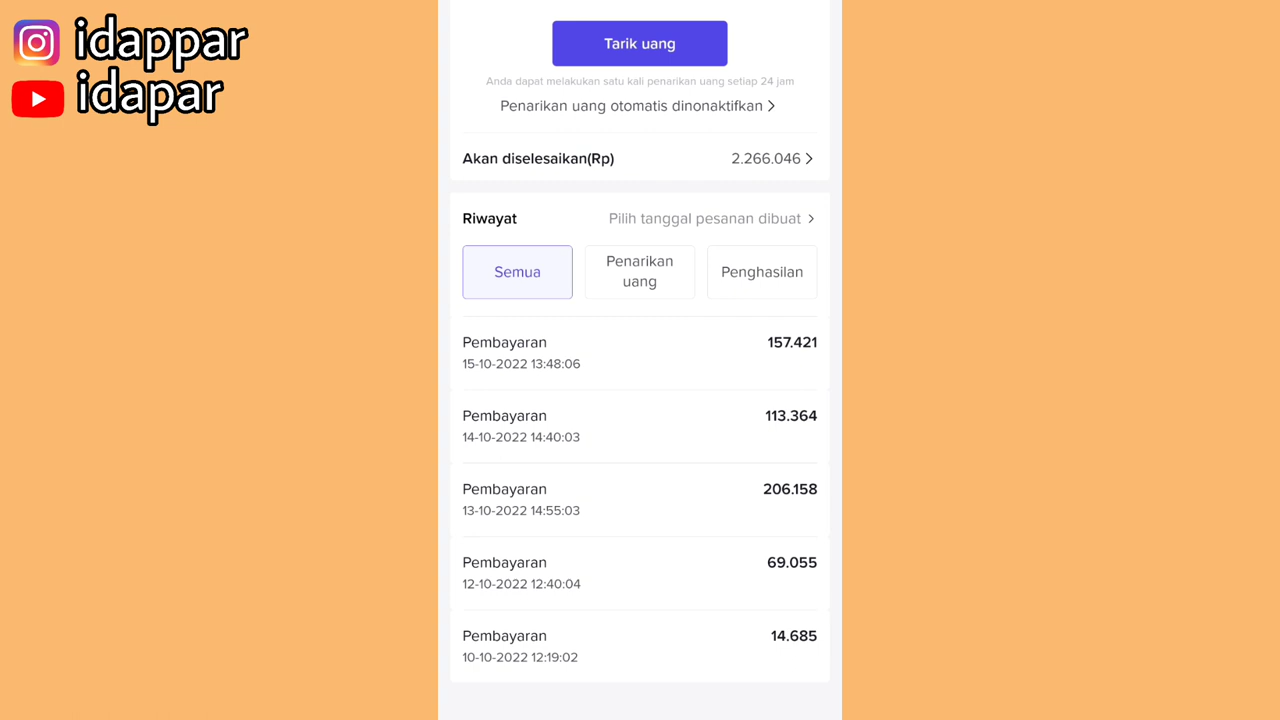 idappar
idapar
Tarik uang
Anda dapat melakukan satu kali penarikan uang setiap 24 jam
Penarikan uang otomatis dinonaktifkan
Akan diselesaikan(Rp) 2.266.046
Riwayat Pilih tanggal pesanan dibuat
Semua
Penarikan
uang
Penghasilan
Pembayaran 157.421
15-10-2022 13:48:06
Pembayaran 113.364
14-10-2022 14:40:03
Pembayaran 206.158
13-10-2022 14:55:03
Pembayaran 69.055
12-10-2022 12:40:04
Pembayaran 14.685
10-10-2022 12:19:02